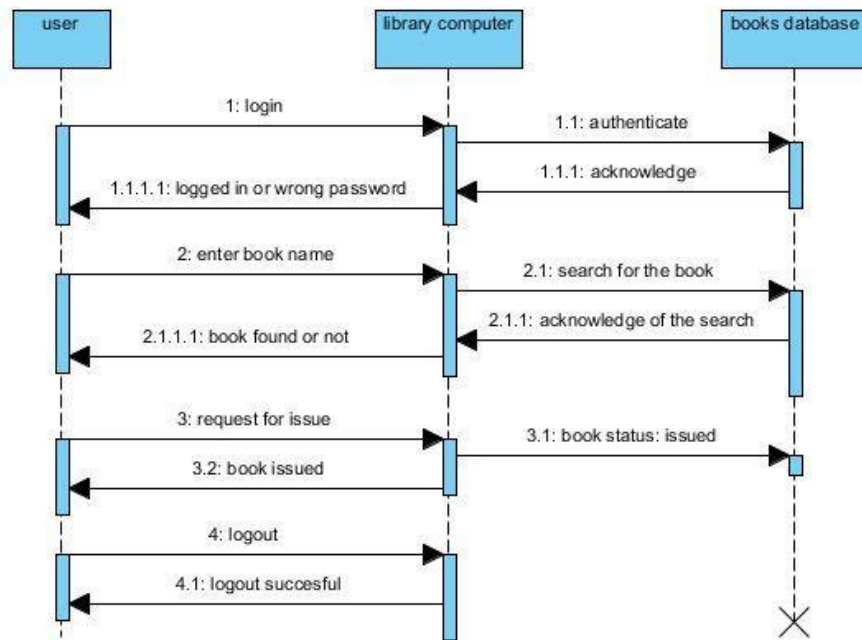 user
library computer
books database
1: login
1.1: authenticate
1.1.1: acknowledge
1.1.1.1: logged in or wrong password
2: enter book name
2.1: search for the book
2.1.1: acknowledge of the search
2.1.1.1: book found or not
3: request for issue
3.1: book status: issued
3.2: book issued
4: logout
4.1: logout succesful